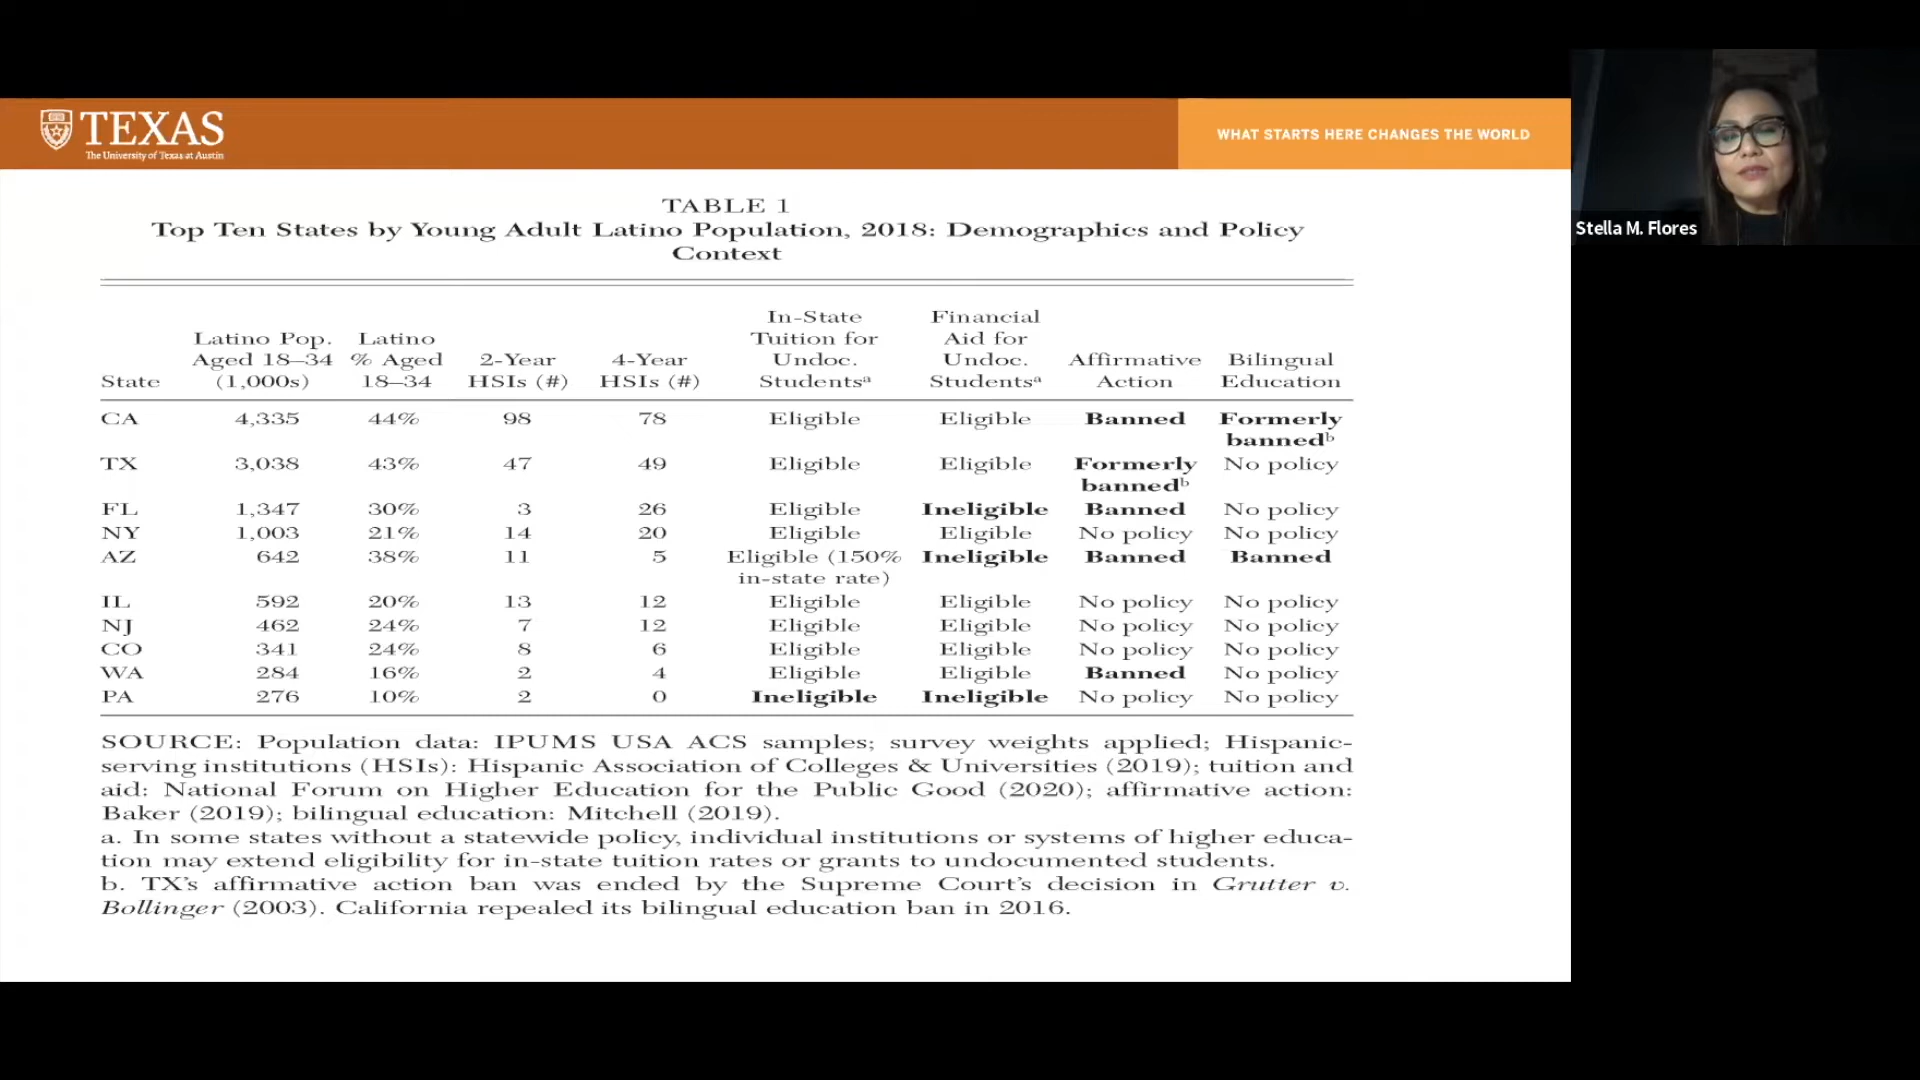 TEXAS
The University of Texas at Austin
WHAT STARTS HERE CHANGES THE WORLD
Stella M. Flores
TABLE 1
Top Ten States by Young Adult Latino Population, 2018: Demographics and Policy
Context
State Latino Pop. Aged 18–34 (1,000s) Latino % Aged 18–34 2-Year HSIs (#) 4-Year HSIs (#) In-State Tuition for Undoc. Studentsᵃ Financial Aid for Undoc. Studentsᵃ Affirmative Action Bilingual Education
CA 4,335 44% 98 78 Eligible Eligible Banned Formerly bannedᵇ
TX 3,038 43% 47 49 Eligible Eligible Formerly bannedᵇ No policy
FL 1,347 30% 3 26 Eligible Ineligible Banned No policy
NY 1,003 21% 14 20 Eligible Eligible No policy No policy
AZ 642 38% 11 5 Eligible (150% in-state rate) Ineligible Banned Banned
IL 592 20% 13 12 Eligible Eligible No policy No policy
NJ 462 24% 7 12 Eligible Eligible No policy No policy
CO 341 24% 8 6 Eligible Eligible No policy No policy
WA 284 16% 2 4 Eligible Eligible Banned No policy
PA 276 10% 2 0 Ineligible Ineligible No policy No policy
SOURCE: Population data: IPUMS USA ACS samples; survey weights applied; Hispanic-
serving institutions (HSIs): Hispanic Association of Colleges & Universities (2019); tuition and
aid: National Forum on Higher Education for the Public Good (2020); affirmative action:
Baker (2019); bilingual education: Mitchell (2019).
a. In some states without a statewide policy, individual institutions or systems of higher educa-
tion may extend eligibility for in-state tuition rates or grants to undocumented students.
b. TX's affirmative action ban was ended by the Supreme Court's decision in Grutter v.
Bollinger (2003). California repealed its bilingual education ban in 2016.